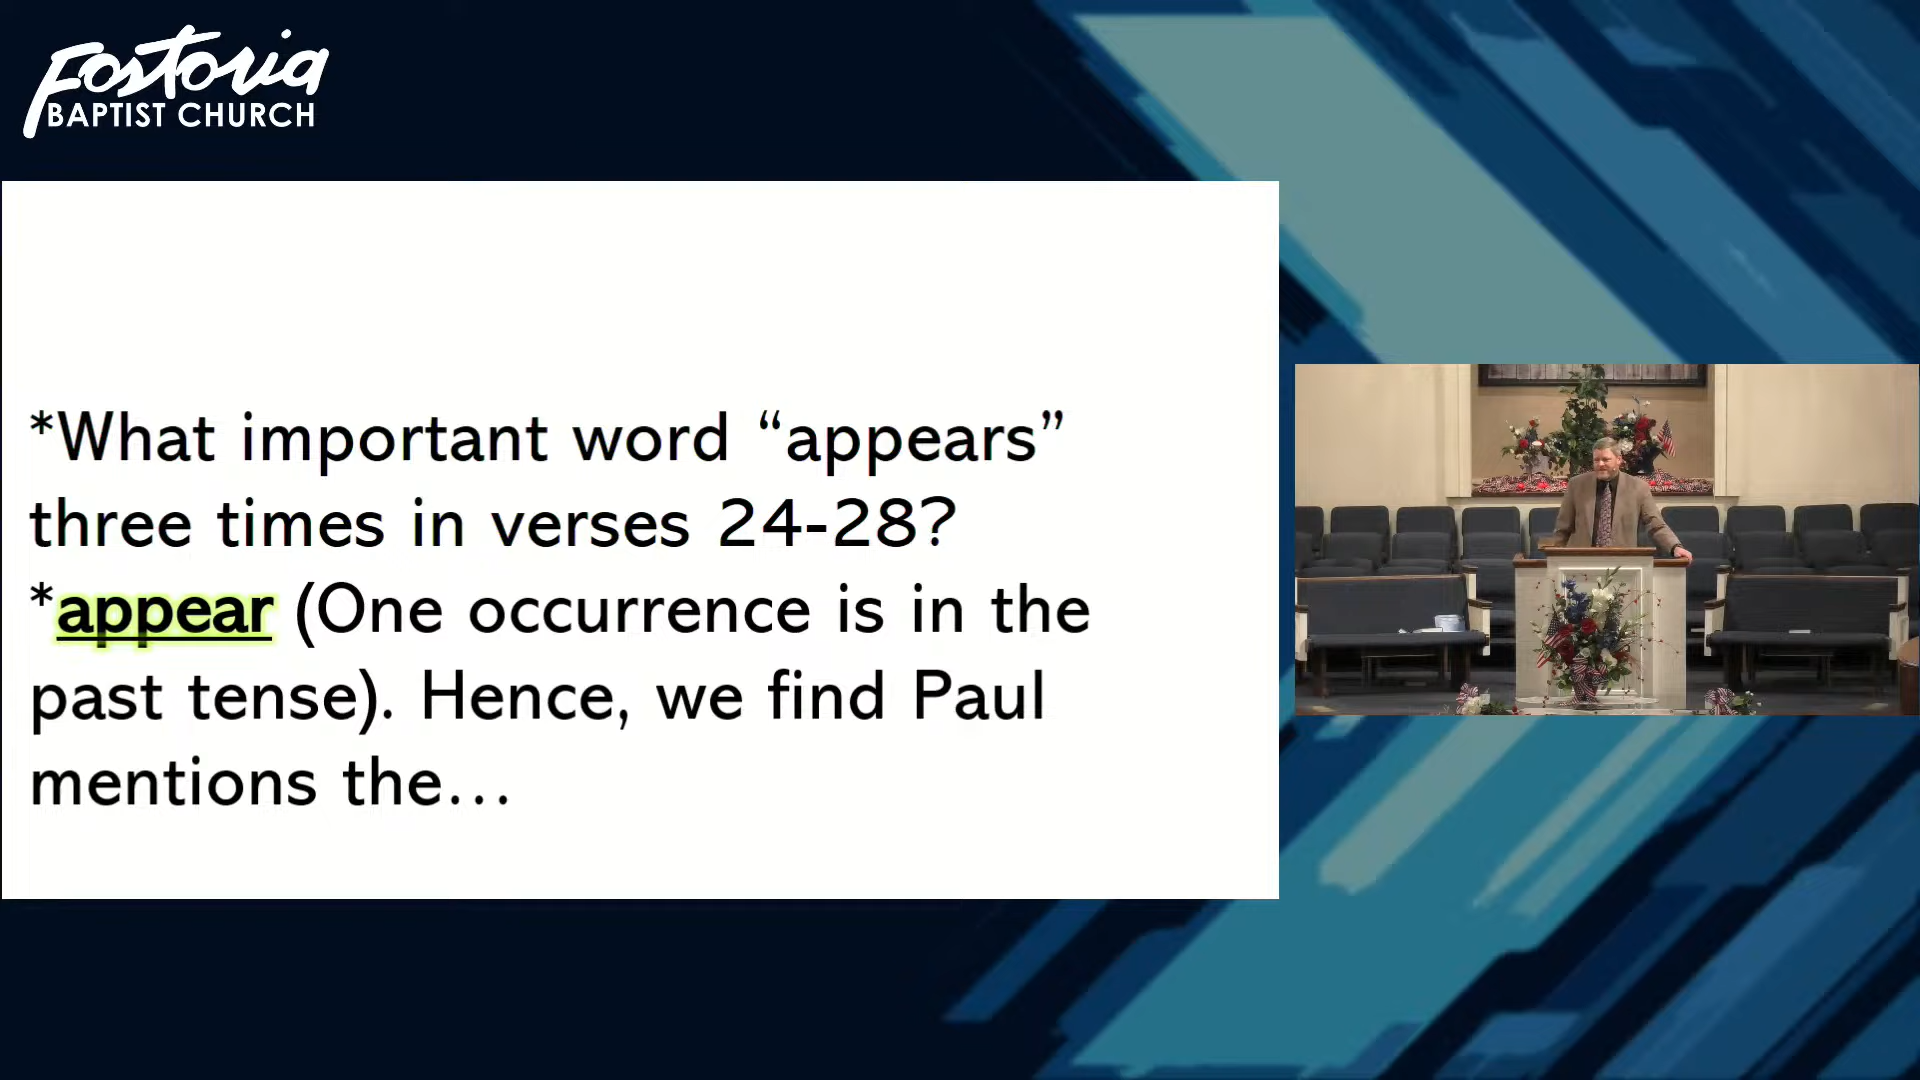 Fostoria
BAPTIST CHURCH
*What important word “appears”
three times in verses 24-28?
*appear (One occurrence is in the
past tense). Hence, we find Paul
mentions the…